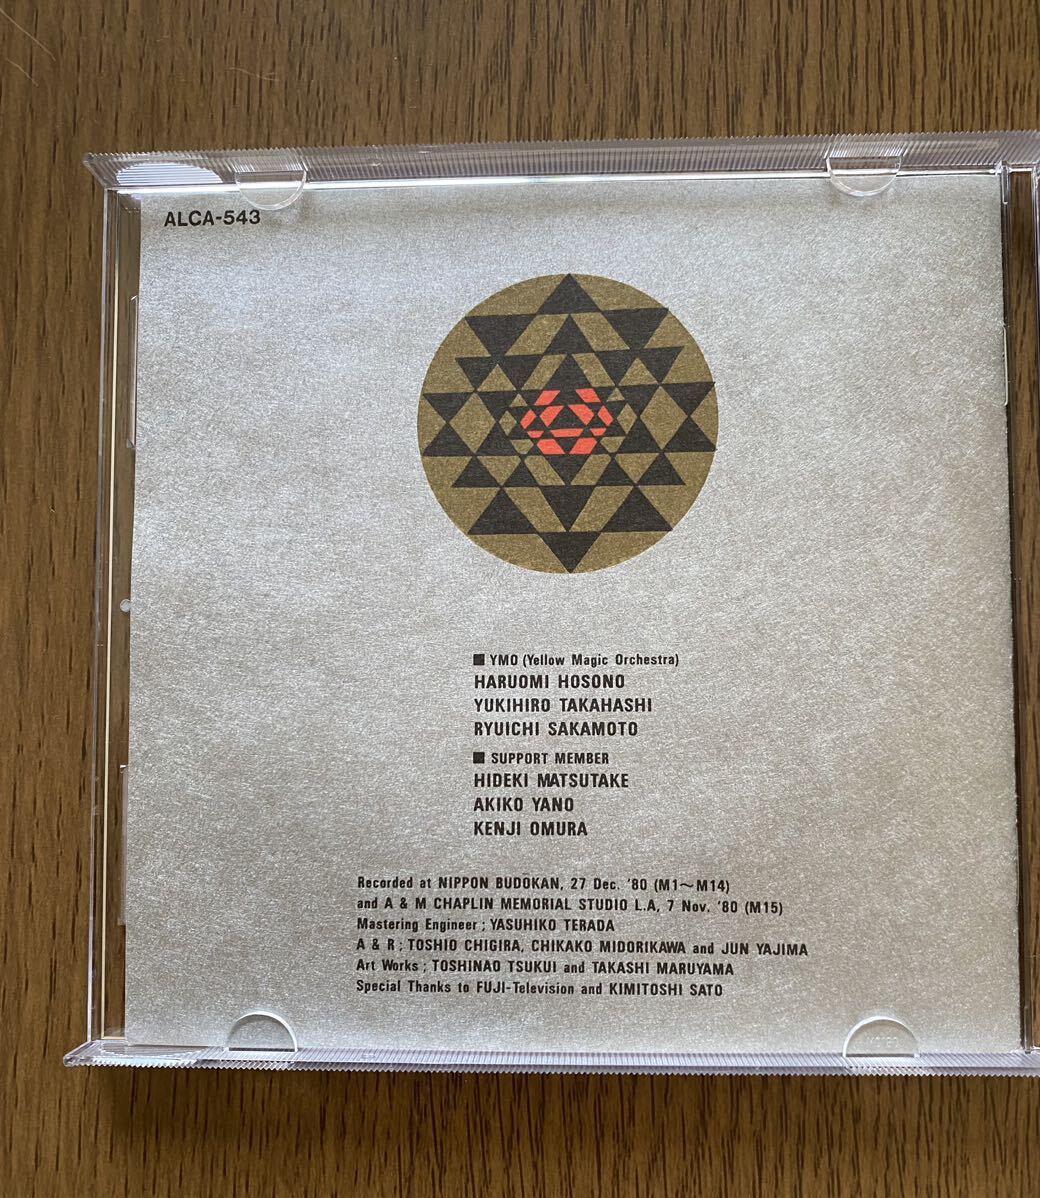 ALCA-543
■ YMO (Yellow Magic Orchestra)
HARUOMI HOSONO
YUKIHIRO TAKAHASHI
RYUICHI SAKAMOTO
■ SUPPORT MEMBER
HIDEKI MATSUTAKE
AKIKO YANO
KENJI OMURA
Recorded at NIPPON BUDOKAN, 27 Dec. '80 (M1～M14)
and A & M CHAPLIN MEMORIAL STUDIO L.A, 7 Nov. '80 (M15)
Mastering Engineer ; YASUHIKO TERADA
A & R ; TOSHIO CHIGIRA, CHIKAKO MIDORIKAWA and JUN YAJIMA
Art Works ; TOSHINAO TSUKUI and TAKASHI MARUYAMA
Special Thanks to FUJI-Television and KIMITOSHI SATO